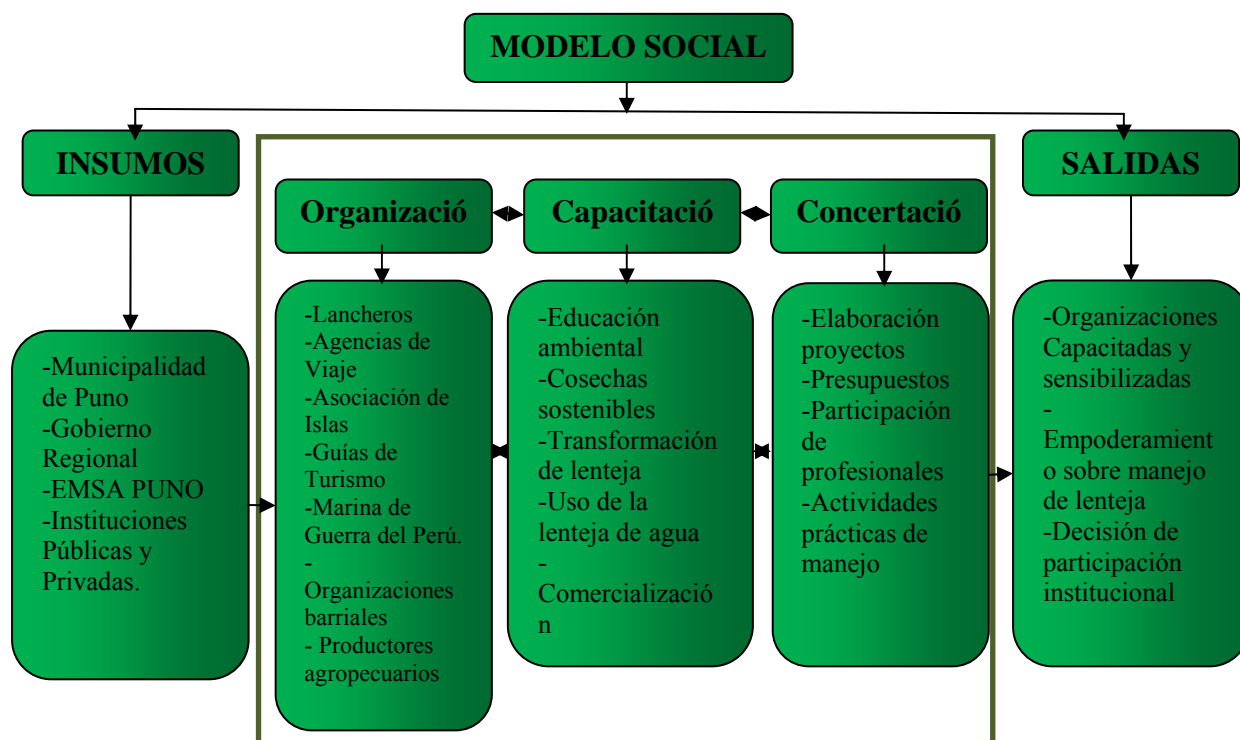 MODELO SOCIAL
INSUMOS
SALIDAS
Organizació
Capacitació
Concertació
-Municipalidad
de Puno
-Gobierno
Regional
-EMSA PUNO
-Instituciones
Públicas y
Privadas.
-Lancheros
-Agencias de
Viaje
-Asociación de
Islas
-Guías de
Turismo
-Marina de
Guerra del Perú.
-
Organizaciones
barriales
- Productores
agropecuarios
-Educación
ambiental
-Cosechas
sostenibles
-Transformación
de lenteja
-Uso de la
lenteja de agua
-
Comercializació
n
-Elaboración
proyectos
-Presupuestos
-Participación
de
profesionales
-Actividades
prácticas de
manejo
-Organizaciones
Capacitadas y
sensibilizadas
-
Empoderamient
o sobre manejo
de lenteja
-Decisión de
participación
institucional